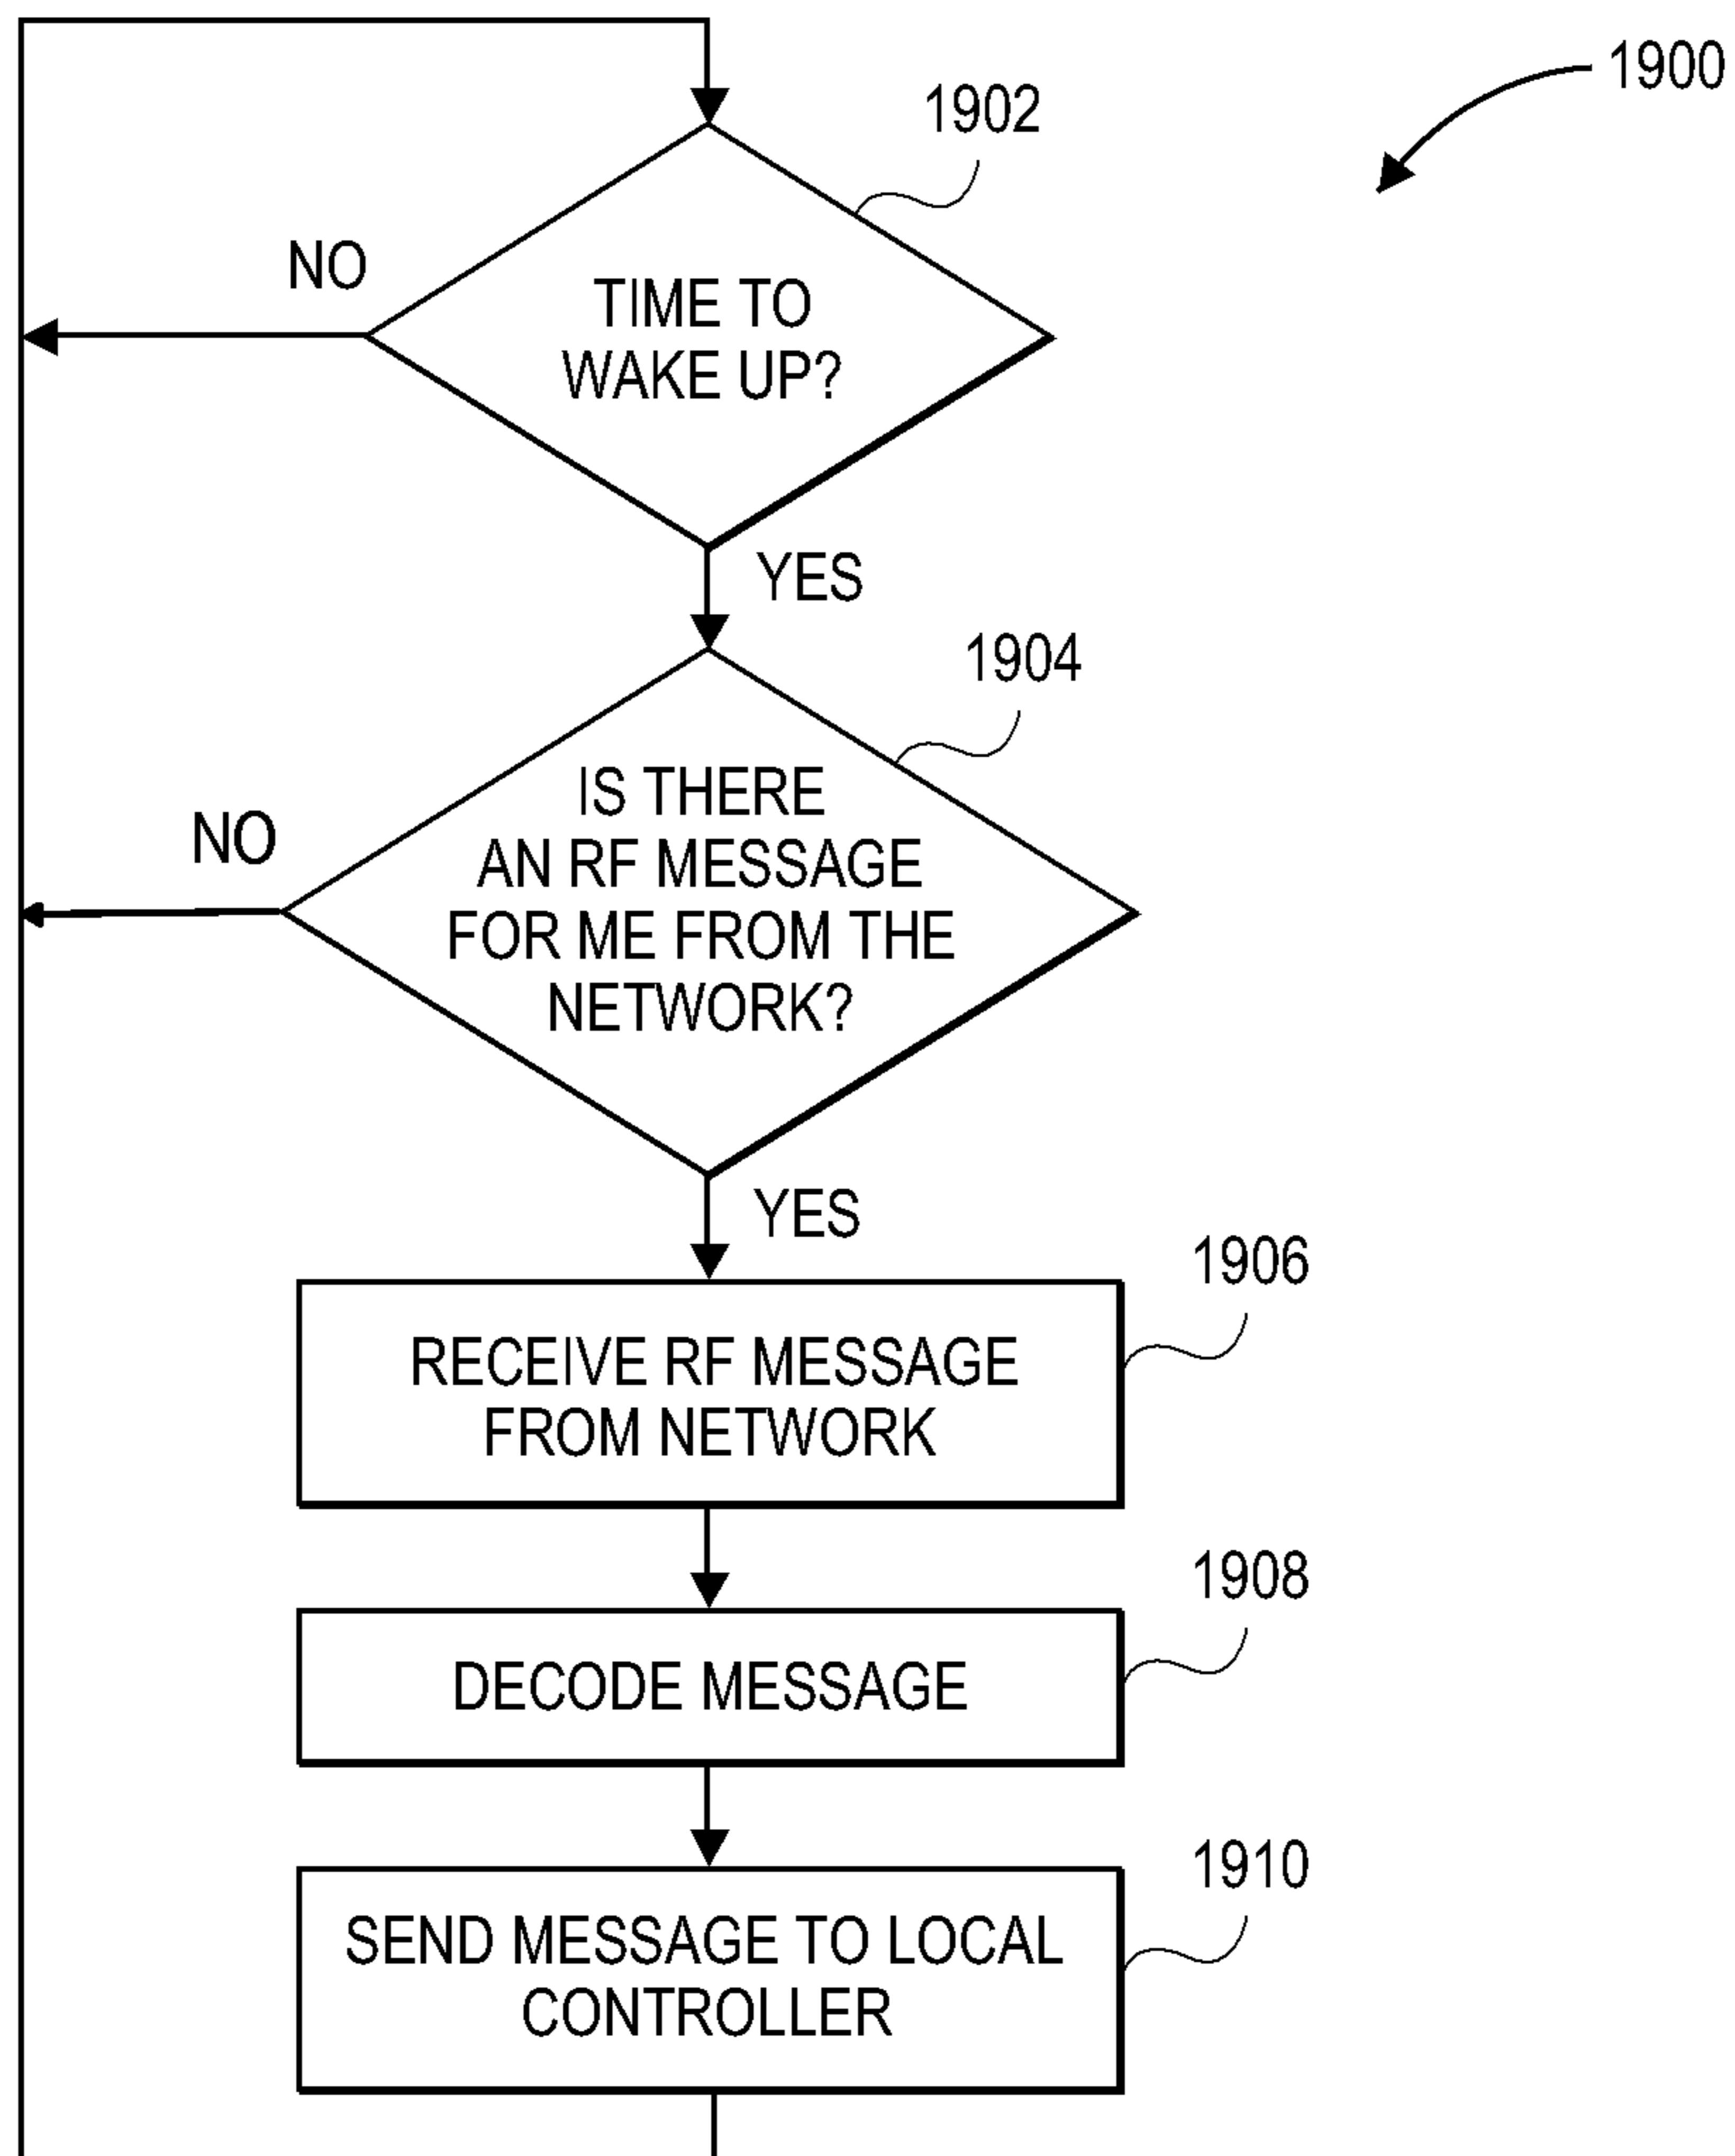 1900
1902
NO
TIME TO
WAKE UP?
YES
1904
IS THERE
AN RF MESSAGE
FOR ME FROM THE
NETWORK?
NO
YES
1906
RECEIVE RF MESSAGE
FROM NETWORK
1908
DECODE MESSAGE
1910
SEND MESSAGE TO LOCAL
CONTROLLER